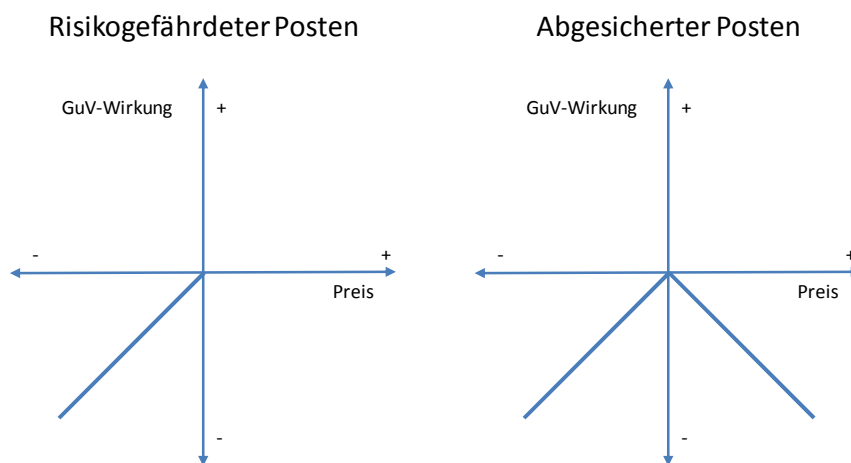 Risikogefährdeter Posten
GuV-Wirkung
+
-
+
Preis
-
Abgesicherter Posten
GuV-Wirkung
+
-
+
Preis
-